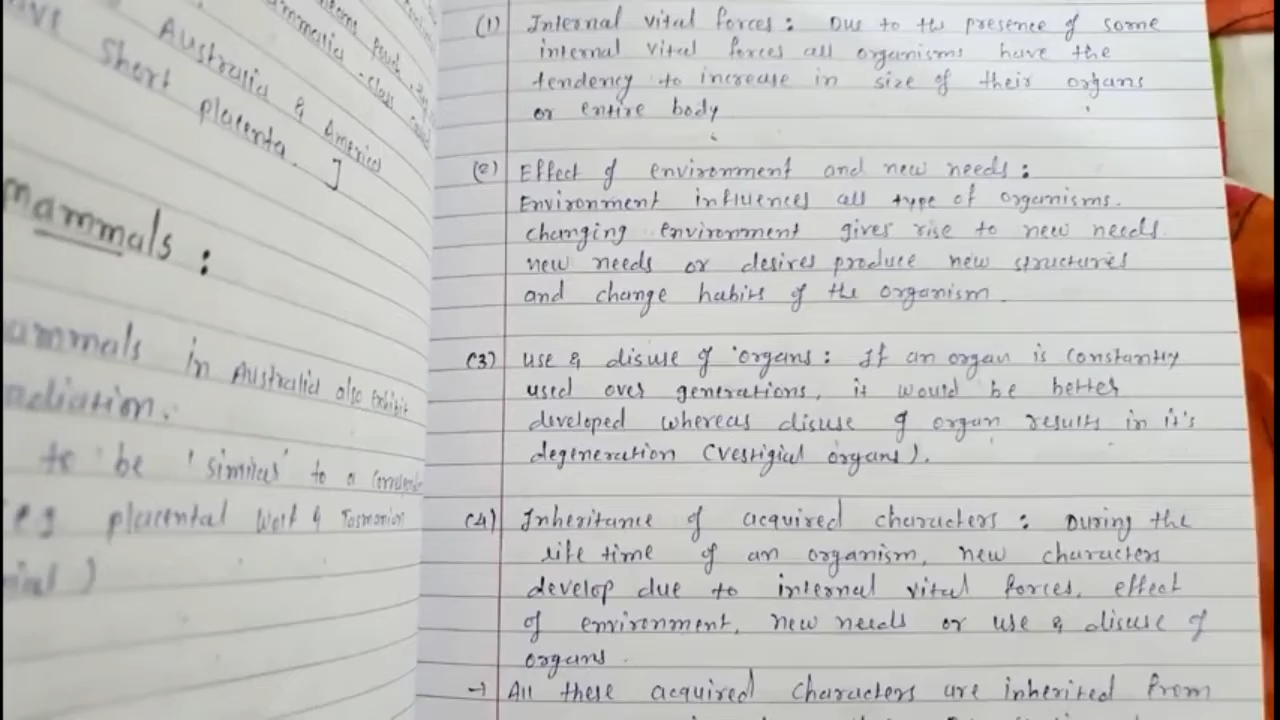 Australia & America
short placenta. ]
mammals :
in Australia also exhibit
to be 'similar' to a
placental wolf & Tasmanian
(1) Internal vital forces : Due to the presence of some
internal vital forces all organisms have the
tendency to increase in size of their organs
or entire body
(2) Effect of environment and new needs :
Environment influences all type of organisms.
changing environment gives rise to new needs.
new needs or desires produce new structures
and change habits of the organism.
(3) use & disuse of organs : If an organ is constantly
used over generations, it would be better
developed whereas disuse of organ results in it's
degeneration (vestigial organs).
(4) Inheritance of acquired characters : During the
life time of an organism, new characters
develop due to internal vital forces, effect
of environment, new needs or use & disuse of
organs.
→ All these acquired characters are inherited from